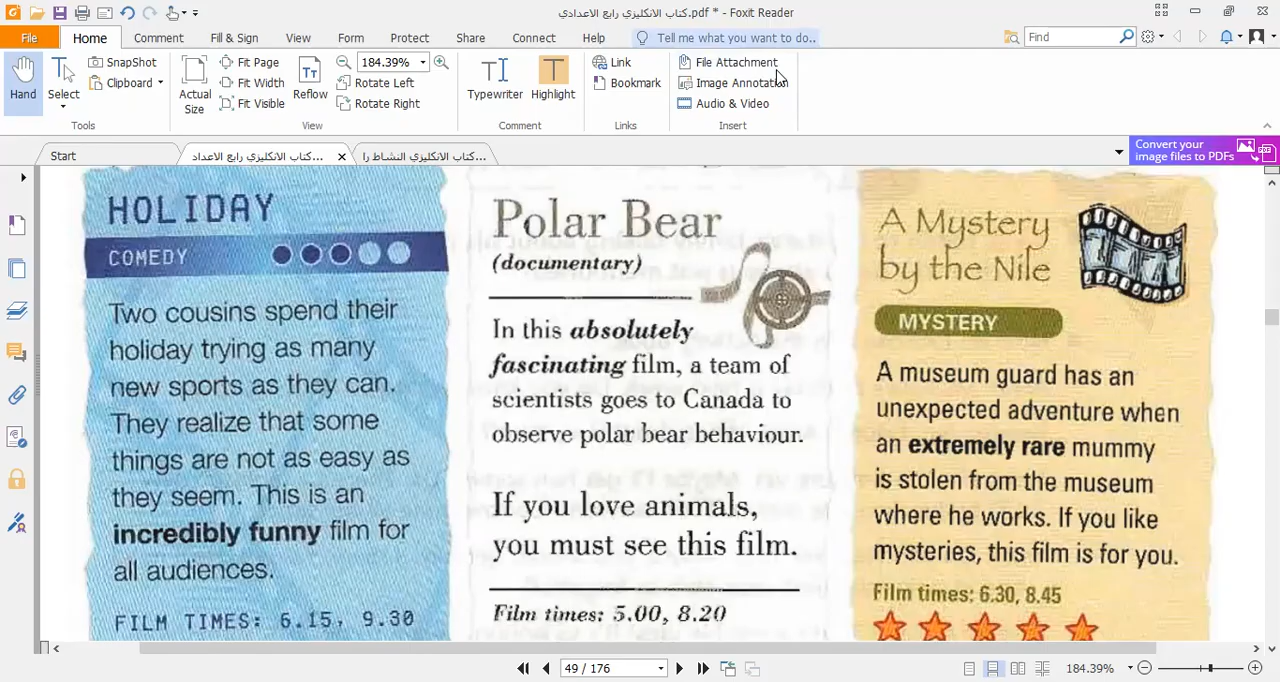 كتاب الانكليزي رابع الاعدادي.pdf * - Foxit Reader
File
Home
Comment
Fill & Sign
View
Form
Protect
Share
Connect
Help
Tell me what you want to do..
Find
Hand
Select
SnapShot
Clipboard
Actual Size
Fit Page
Fit Width
Fit Visible
Reflow
184.39%
Rotate Left
Rotate Right
Typewriter
Highlight
Link
Bookmark
File Attachment
Image Annotation
Audio & Video
Tools
View
Comment
Links
Insert
Start
كتاب الانكليزي رابع الاعداد...
كتاب الانكليزي النشاط را...
Convert your
image files to PDFs
HOLIDAY
COMEDY
Two cousins spend their
holiday trying as many
new sports as they can.
They realize that some
things are not as easy as
they seem. This is an
incredibly funny film for
all audiences.
FILM TIMES: 6.15, 9.30
Polar Bear
(documentary)
In this absolutely
fascinating film, a team of
scientists goes to Canada to
observe polar bear behaviour.
If you love animals,
you must see this film.
Film times: 5.00, 8.20
A Mystery
by the Nile
MYSTERY
A museum guard has an
unexpected adventure when
an extremely rare mummy
is stolen from the museum
where he works. If you like
mysteries, this film is for you.
Film times: 6.30, 8.45
49 / 176
184.39%